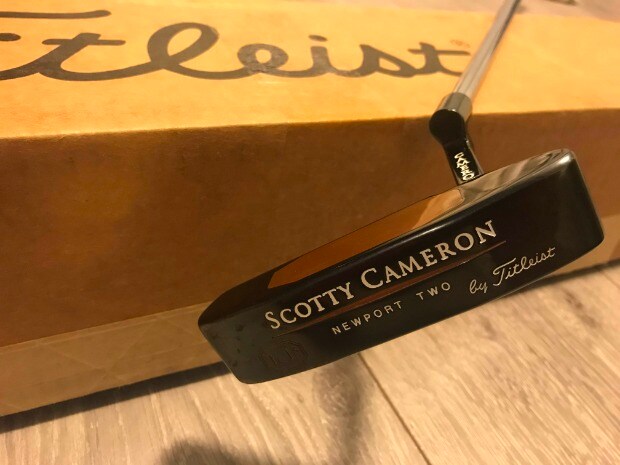 Titleist
SCOTTY CAMERON
NEWPORT TWO
by Titleist